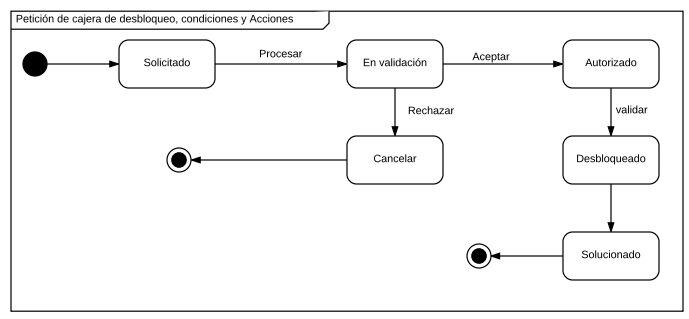 Petición de cajera de desbloqueo, condiciones y Acciones
Solicitado
Procesar
En validación
Aceptar
Autorizado
Rechazar
validar
Cancelar
Desbloqueado
Solucionado